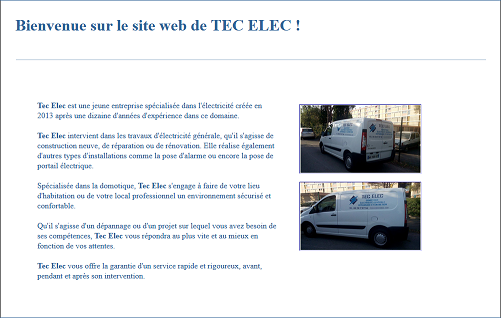 Bienvenue sur le site web de TEC ELEC !
Tec Elec est une jeune entreprise spécialisée dans l'électricité créée en
2013 après une dizaine d'années d'expérience dans ce domaine.
Tec Elec intervient dans les travaux d'électricité générale, qu'il s'agisse de
construction neuve, de réparation ou de rénovation. Elle réalise également
d'autres types d'installations comme la pose d'alarme ou encore la pose de
portail électrique.
Spécialisée dans la domotique, Tec Elec s'engage à faire de votre lieu
d'habitation ou de votre local professionnel un environnement sécurisé et
confortable.
Qu'il s'agisse d'un dépannage ou d'un projet sur lequel vous avez besoin de
ses compétences, Tec Elec vous répondra au plus vite et au mieux en
fonction de vos attentes.
Tec Elec vous offre la garantie d'un service rapide et rigoureux, avant,
pendant et après son intervention.
TEC ELEC